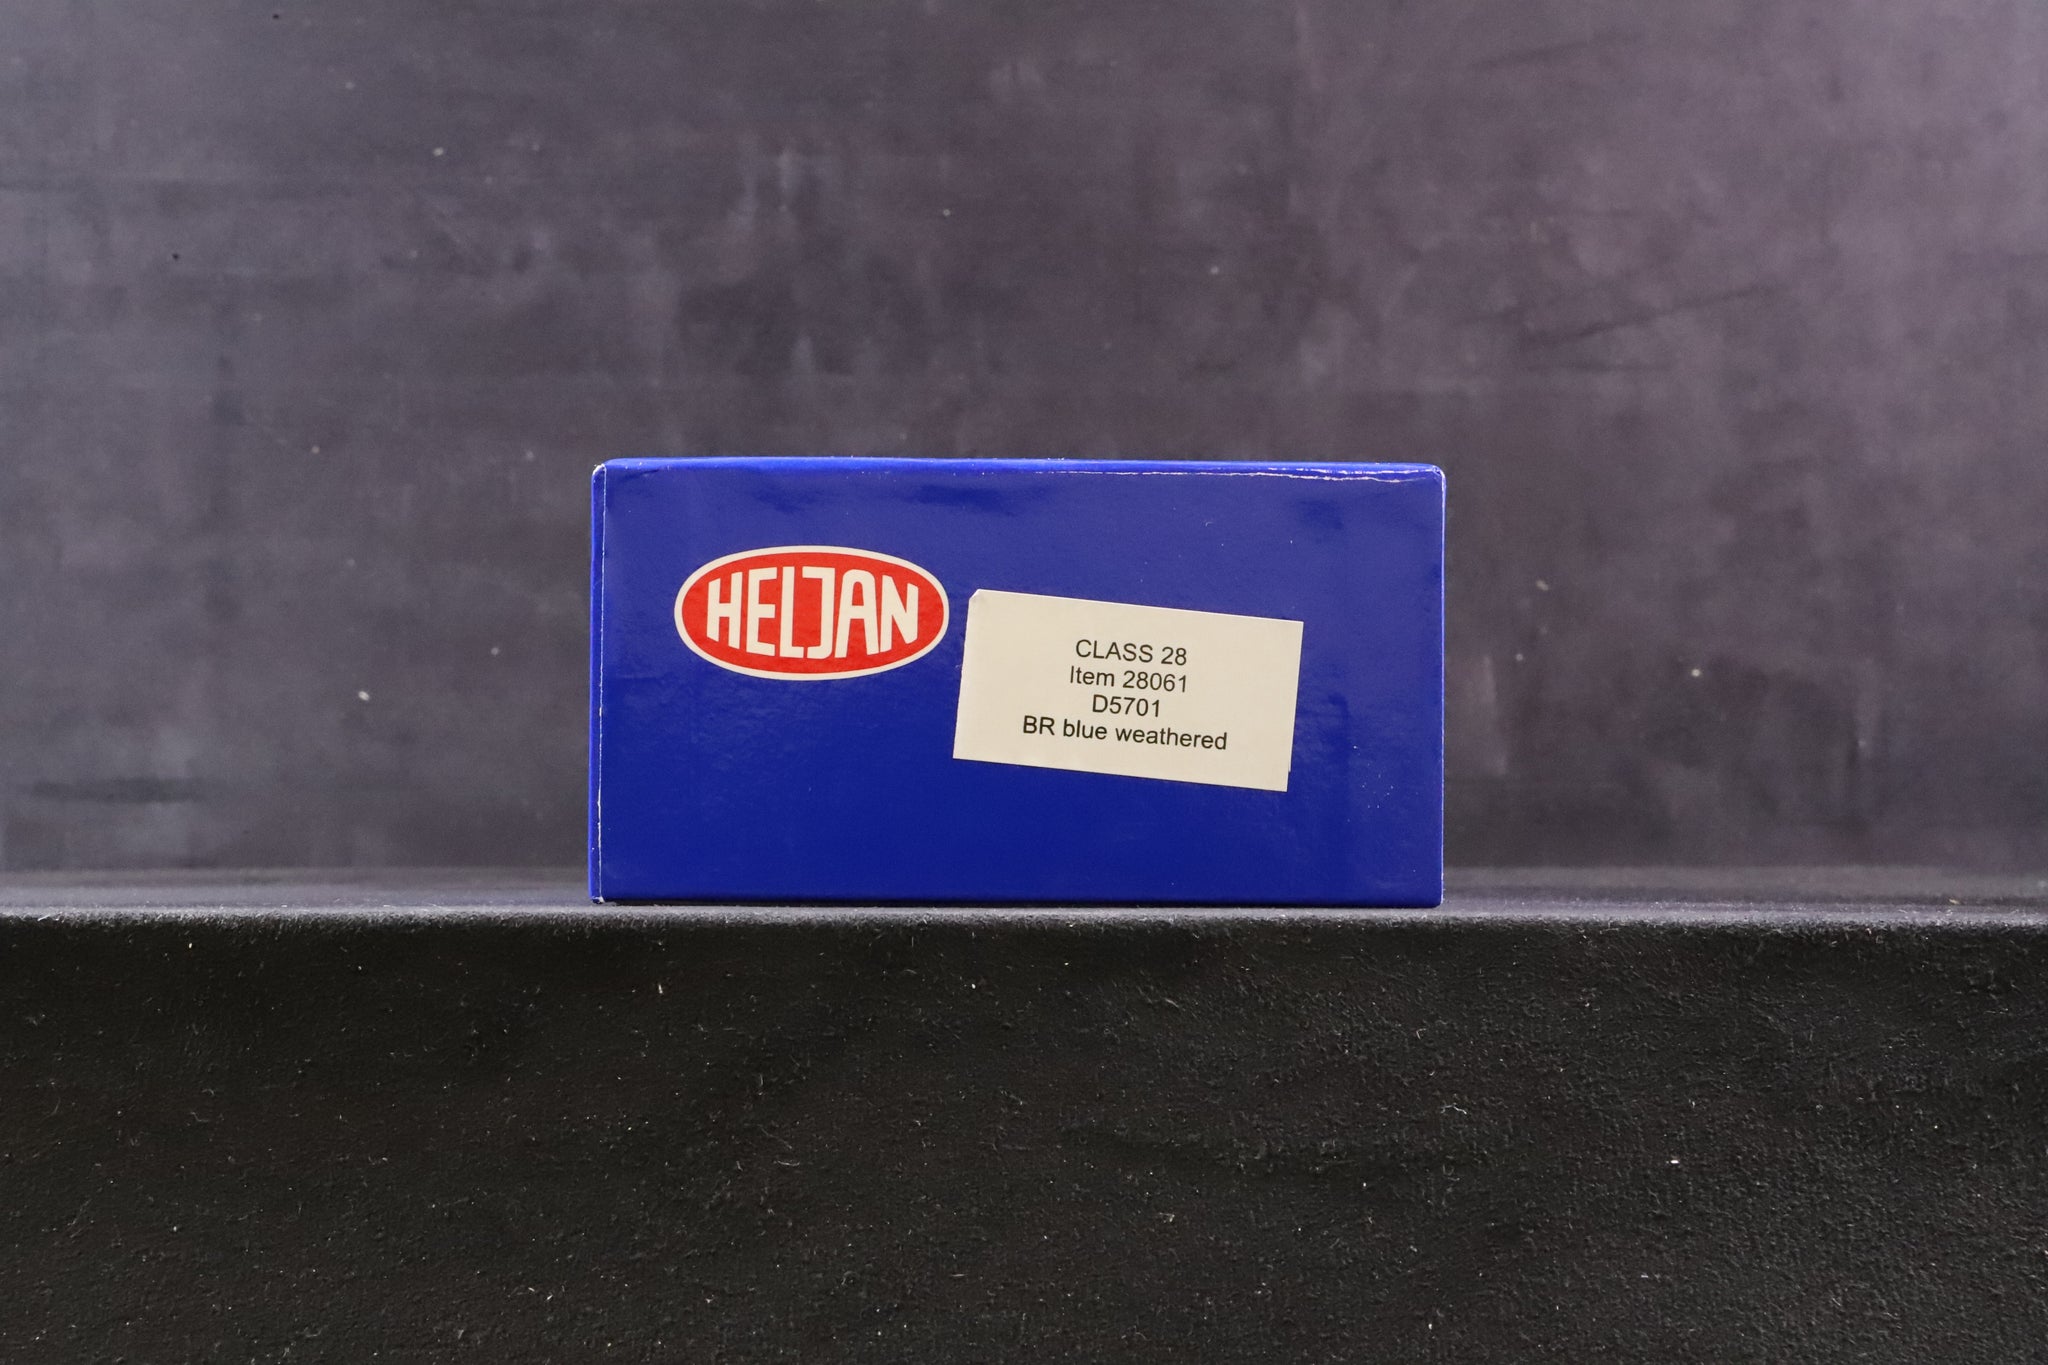 HELJAN
CLASS 28
Item 28061
D5701
BR blue weathered